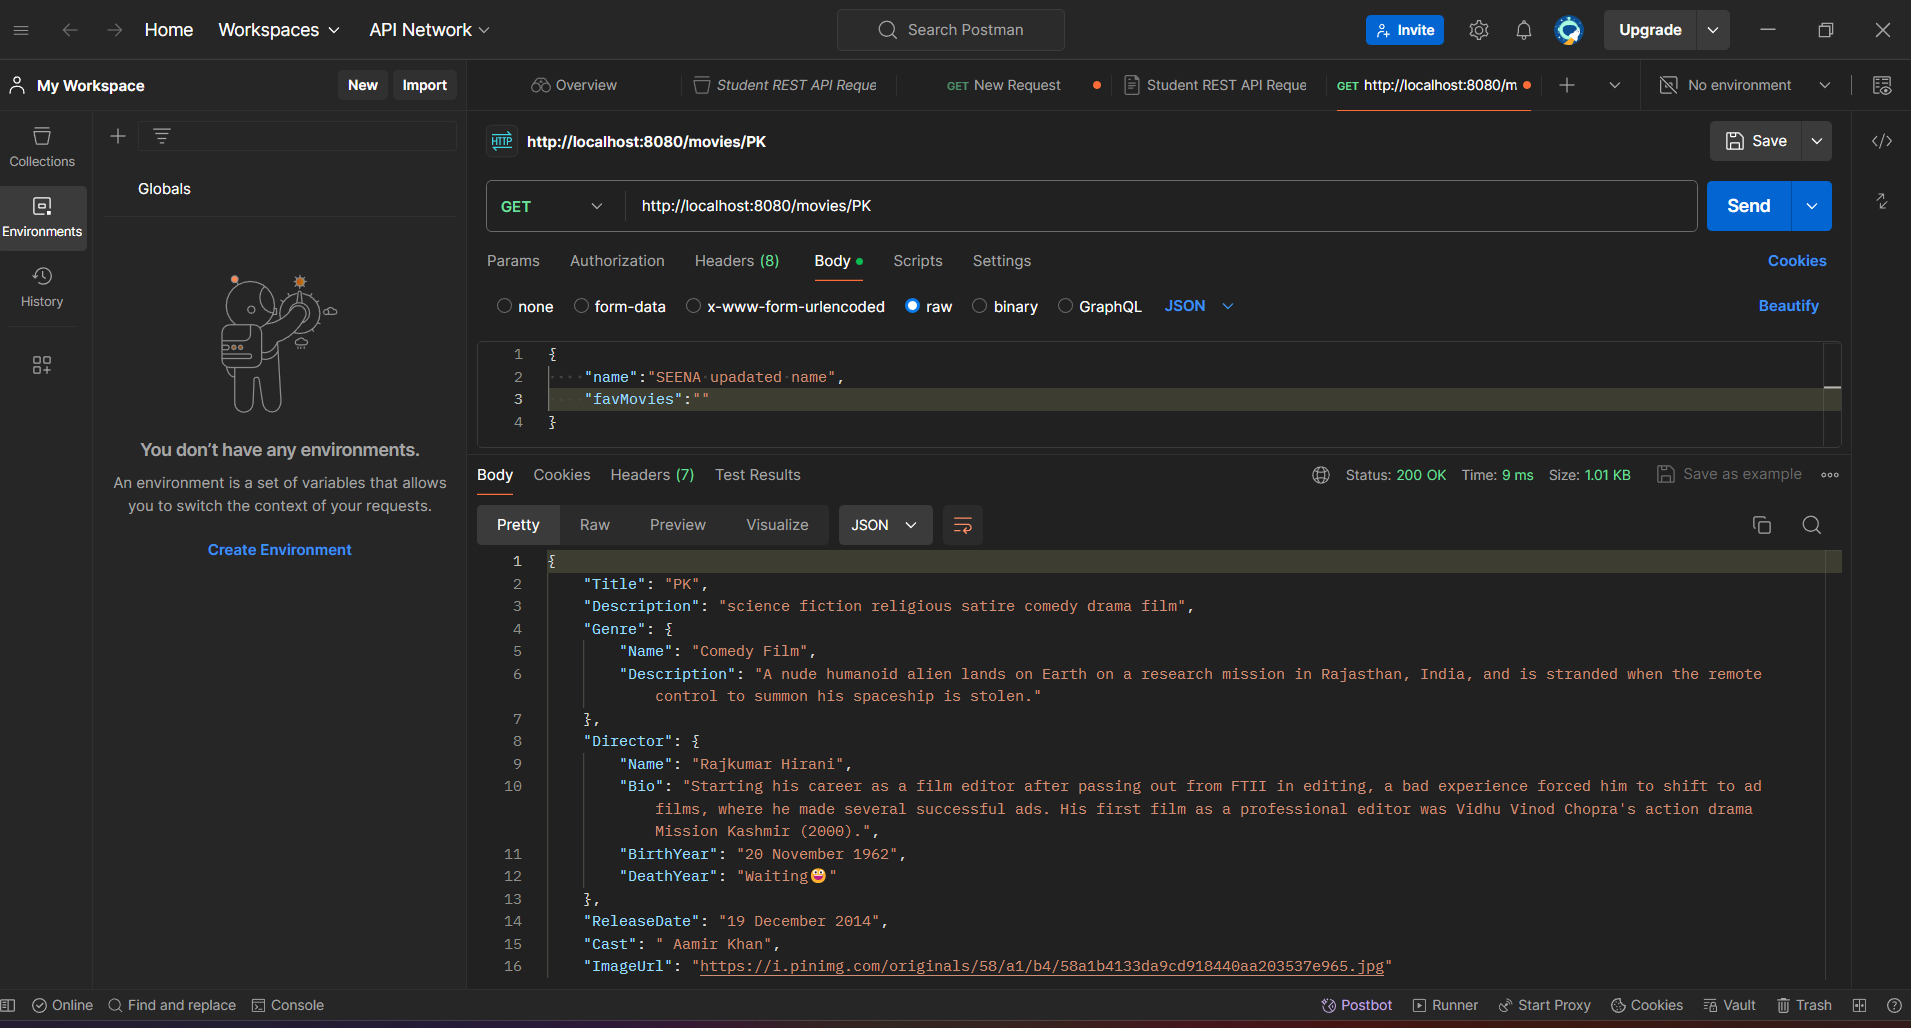 Home Workspaces API Network Search Postman Invite Upgrade
My Workspace New Import Overview Student REST API Reque GET New Request Student REST API Reque GET http://localhost:8080/m No environment
Collections
Environments
History
Globals
You don't have any environments.
An environment is a set of variables that allows
you to switch the context of your requests.
Create Environment
HTTP http://localhost:8080/movies/PK Save
GET http://localhost:8080/movies/PK Send
Params Authorization Headers (8) Body Scripts Settings Cookies
none form-data x-www-form-urlencoded raw binary GraphQL JSON Beautify
1 {
2 "name":"SEENA upadated name",
3 "favMovies":""
4 }
Body Cookies Headers (7) Test Results Status: 200 OK Time: 9 ms Size: 1.01 KB Save as example
Pretty Raw Preview Visualize JSON
1 {
2 "Title": "PK",
3 "Description": "science fiction religious satire comedy drama film",
4 "Genre": {
5 "Name": "Comedy Film",
6 "Description": "A nude humanoid alien lands on Earth on a research mission in Rajasthan, India, and is stranded when the remote
control to summon his spaceship is stolen."
7 },
8 "Director": {
9 "Name": "Rajkumar Hirani",
10 "Bio": "Starting his career as a film editor after passing out from FTII in editing, a bad experience forced him to shift to ad
films, where he made several successful ads. His first film as a professional editor was Vidhu Vinod Chopra's action drama
Mission Kashmir (2000).",
11 "BirthYear": "20 November 1962",
12 "DeathYear": "Waiting😀"
13 },
14 "ReleaseDate": "19 December 2014",
15 "Cast": " Aamir Khan",
16 "ImageUrl": "https://i.pinimg.com/originals/58/a1/b4/58a1b4133da9cd918440aa203537e965.jpg"
Online Find and replace Console Postbot Runner Start Proxy Cookies Vault Trash